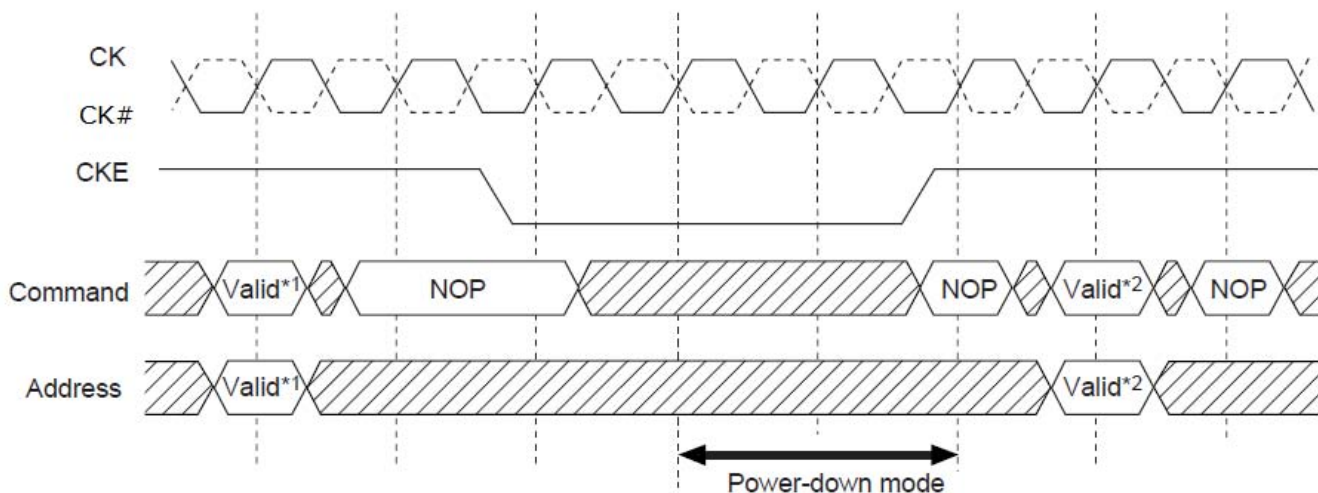 CK
CK#
CKE
Command Valid*1 NOP NOP Valid*2 NOP
Address Valid*1 Valid*2
Power-down mode